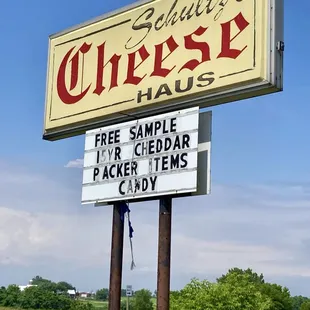 Schultz
Cheese
HAUS
FREE SAMPLE
15YR CHEDDAR
PACKER ITEMS
CANDY